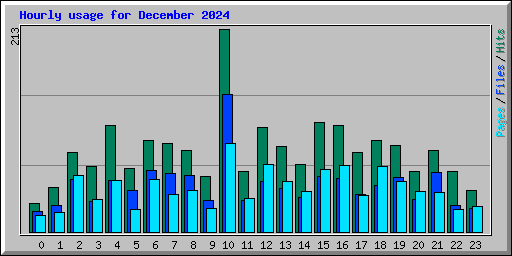 Hourly usage for December 2024
213
Pages/Files/Hits
0 1 2 3 4 5 6 7 8 9 10 11 12 13 14 15 16 17 18 19 20 21 22 23